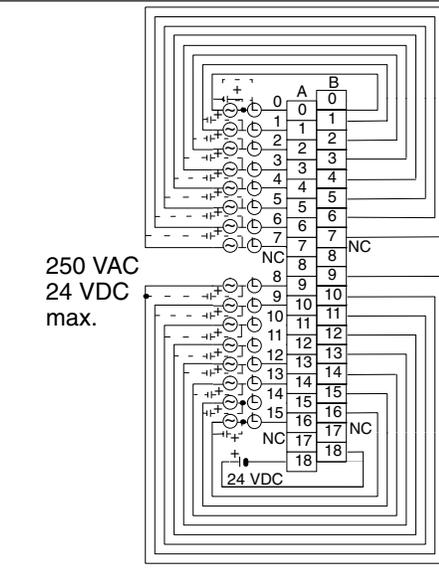 A B
0 0 0
1 1 1
2 2 2
3 3 3
4 4 4
5 5 5
6 6 6
7 7 7 NC
NC 8 8
8 9 9
9 10 10
10 11 11
11 12 12
12 13 13
13 14 14
14 15 15
15 16 16
NC 17 17 NC
18 18
250 VAC
24 VDC
max.
24 VDC